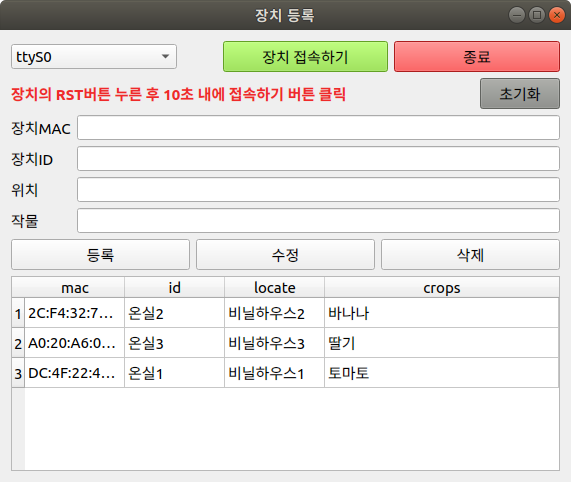 장치 등록
ttyS0 장치 접속하기 종료
장치의 RST버튼 누른 후 10초 내에 접속하기 버튼 클릭 초기화
장치MAC
장치ID
위치
작물
등록 수정 삭제
mac id locate crops
1 2C:F4:32:7... 온실2 비닐하우스2 바나나
2 A0:20:A6:0... 온실3 비닐하우스3 딸기
3 DC:4F:22:4... 온실1 비닐하우스1 토마토